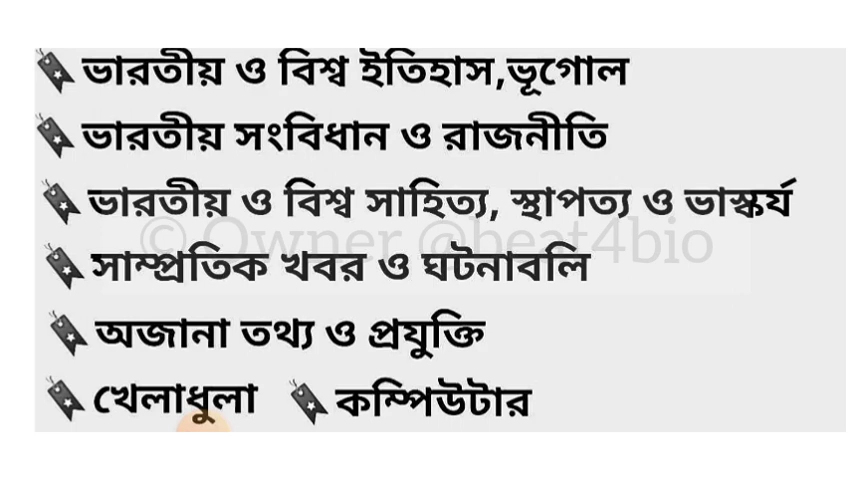 ভারতীয় ও বিশ্ব ইতিহাস,ভূগোল
ভারতীয় সংবিধান ও রাজনীতি
ভারতীয় ও বিশ্ব সাহিত্য, স্থাপত্য ও ভাস্কর্য
© Owner @beat4bio
সাম্প্রতিক খবর ও ঘটনাবলি
অজানা তথ্য ও প্রযুক্তি
খেলাধুলা কম্পিউটার